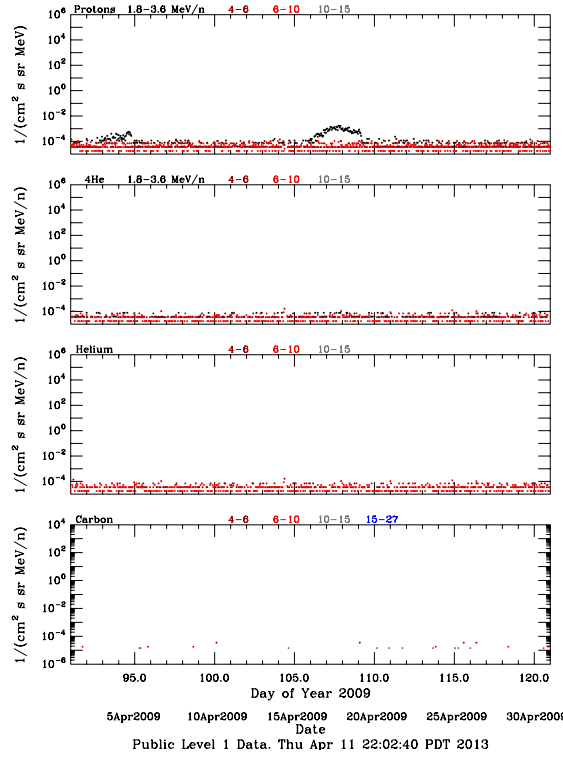 Protons 1.8-3.6 MeV/n 4-6 6-10 10-15
10⁶
10⁴
10²
10⁰
10⁻²
10⁻⁴
1/(cm² s sr MeV)
4He 1.8-3.6 MeV/n 4-6 6-10 10-15
10⁶
10⁴
10²
10⁰
10⁻²
10⁻⁴
1/(cm² s sr MeV/n)
Helium 4-6 6-10 10-15
10⁶
10⁴
10²
10⁰
10⁻²
10⁻⁴
1/(cm² s sr MeV/n)
Carbon 4-6 6-10 10-15 15-27
10⁴
10²
10⁰
10⁻²
10⁻⁴
10⁻⁶
1/(cm² s sr MeV/n)
95.0 100.0 105.0 110.0 115.0 120.0
Day of Year 2009
5Apr2009 10Apr2009 15Apr2009 20Apr2009 25Apr2009 30Apr2009
Date
Public Level 1 Data. Thu Apr 11 22:02:40 PDT 2013